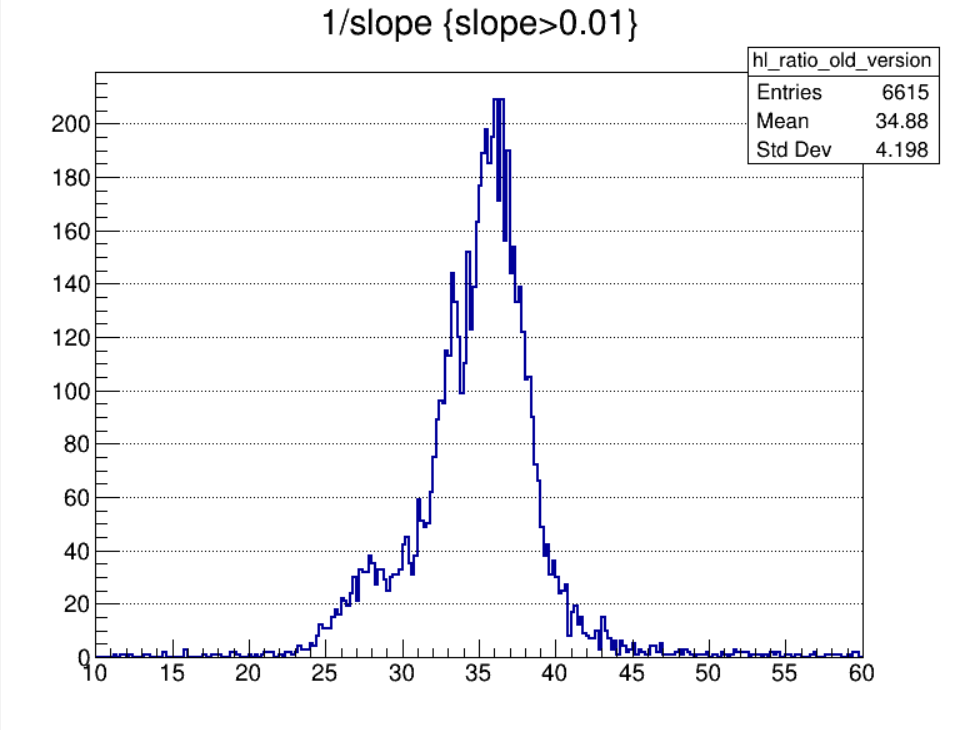 1/slope {slope>0.01}
hl_ratio_old_version
Entries 6615
Mean 34.88
Std Dev 4.198
200
180
160
140
120
100
80
60
40
20
0
10 15 20 25 30 35 40 45 50 55 60